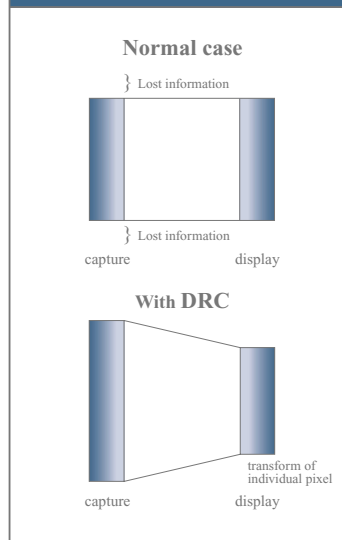 Normal case
} Lost information
} Lost information
capture display
With DRC
transform of
individual pixel
capture display